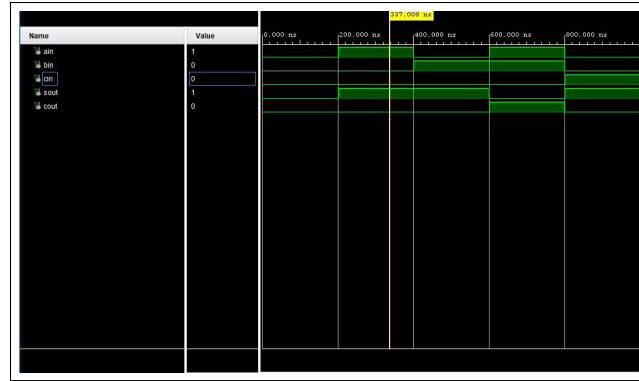 337.008 ns
Name Value 0.000 ns 200.000 ns 400.000 ns 600.000 ns 800.000 ns
ain 1
bin 0
cin 0
sout 1
cout 0